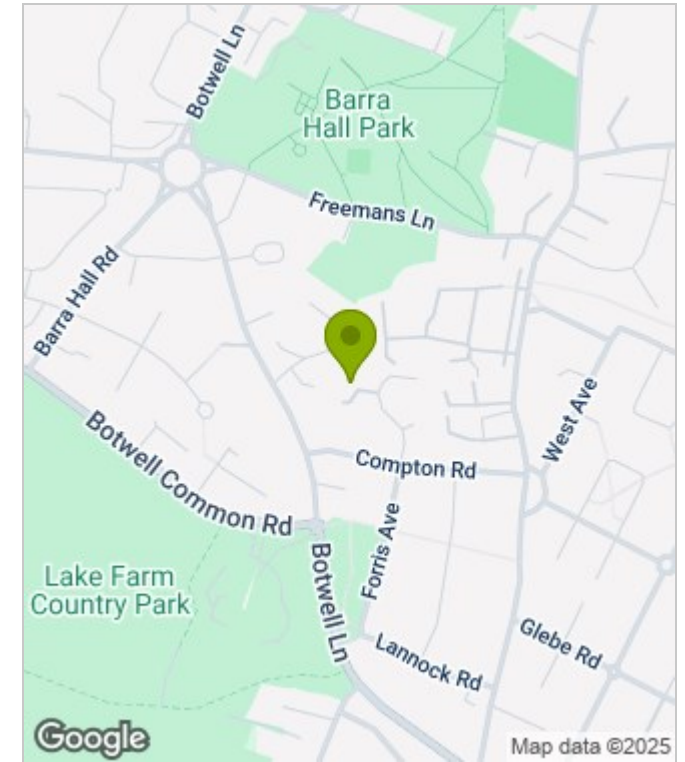 Botwell Ln
Barra
Hall Park
Freemans Ln
Barra Hall Rd
West Ave
Botwell Common Rd
Compton Rd
Forris Ave
Botwell Ln
Lake Farm
Country Park
Glebe Rd
Lannock Rd
Google
Map data ©2025